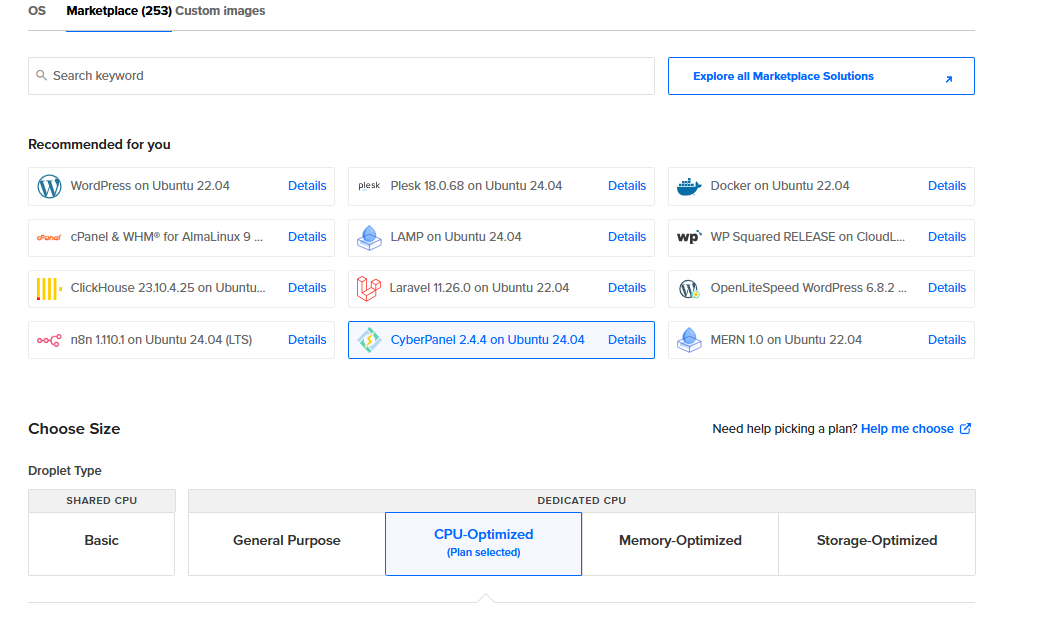 OS Marketplace (253) Custom images
Search keyword
Explore all Marketplace Solutions
Recommended for you
WordPress on Ubuntu 22.04 Details
plesk Plesk 18.0.68 on Ubuntu 24.04 Details
Docker on Ubuntu 22.04 Details
cPanel cPanel & WHM® for AlmaLinux 9 ... Details
LAMP on Ubuntu 24.04 Details
wp WP Squared RELEASE on CloudL... Details
ClickHouse 23.10.4.25 on Ubuntu... Details
Laravel 11.26.0 on Ubuntu 22.04 Details
OpenLiteSpeed WordPress 6.8.2 ... Details
n8n 1.110.1 on Ubuntu 24.04 (LTS) Details
CyberPanel 2.4.4 on Ubuntu 24.04 Details
MERN 1.0 on Ubuntu 22.04 Details
Choose Size
Need help picking a plan? Help me choose
Droplet Type
SHARED CPU
DEDICATED CPU
Basic
General Purpose
CPU-Optimized
(Plan selected)
Memory-Optimized
Storage-Optimized